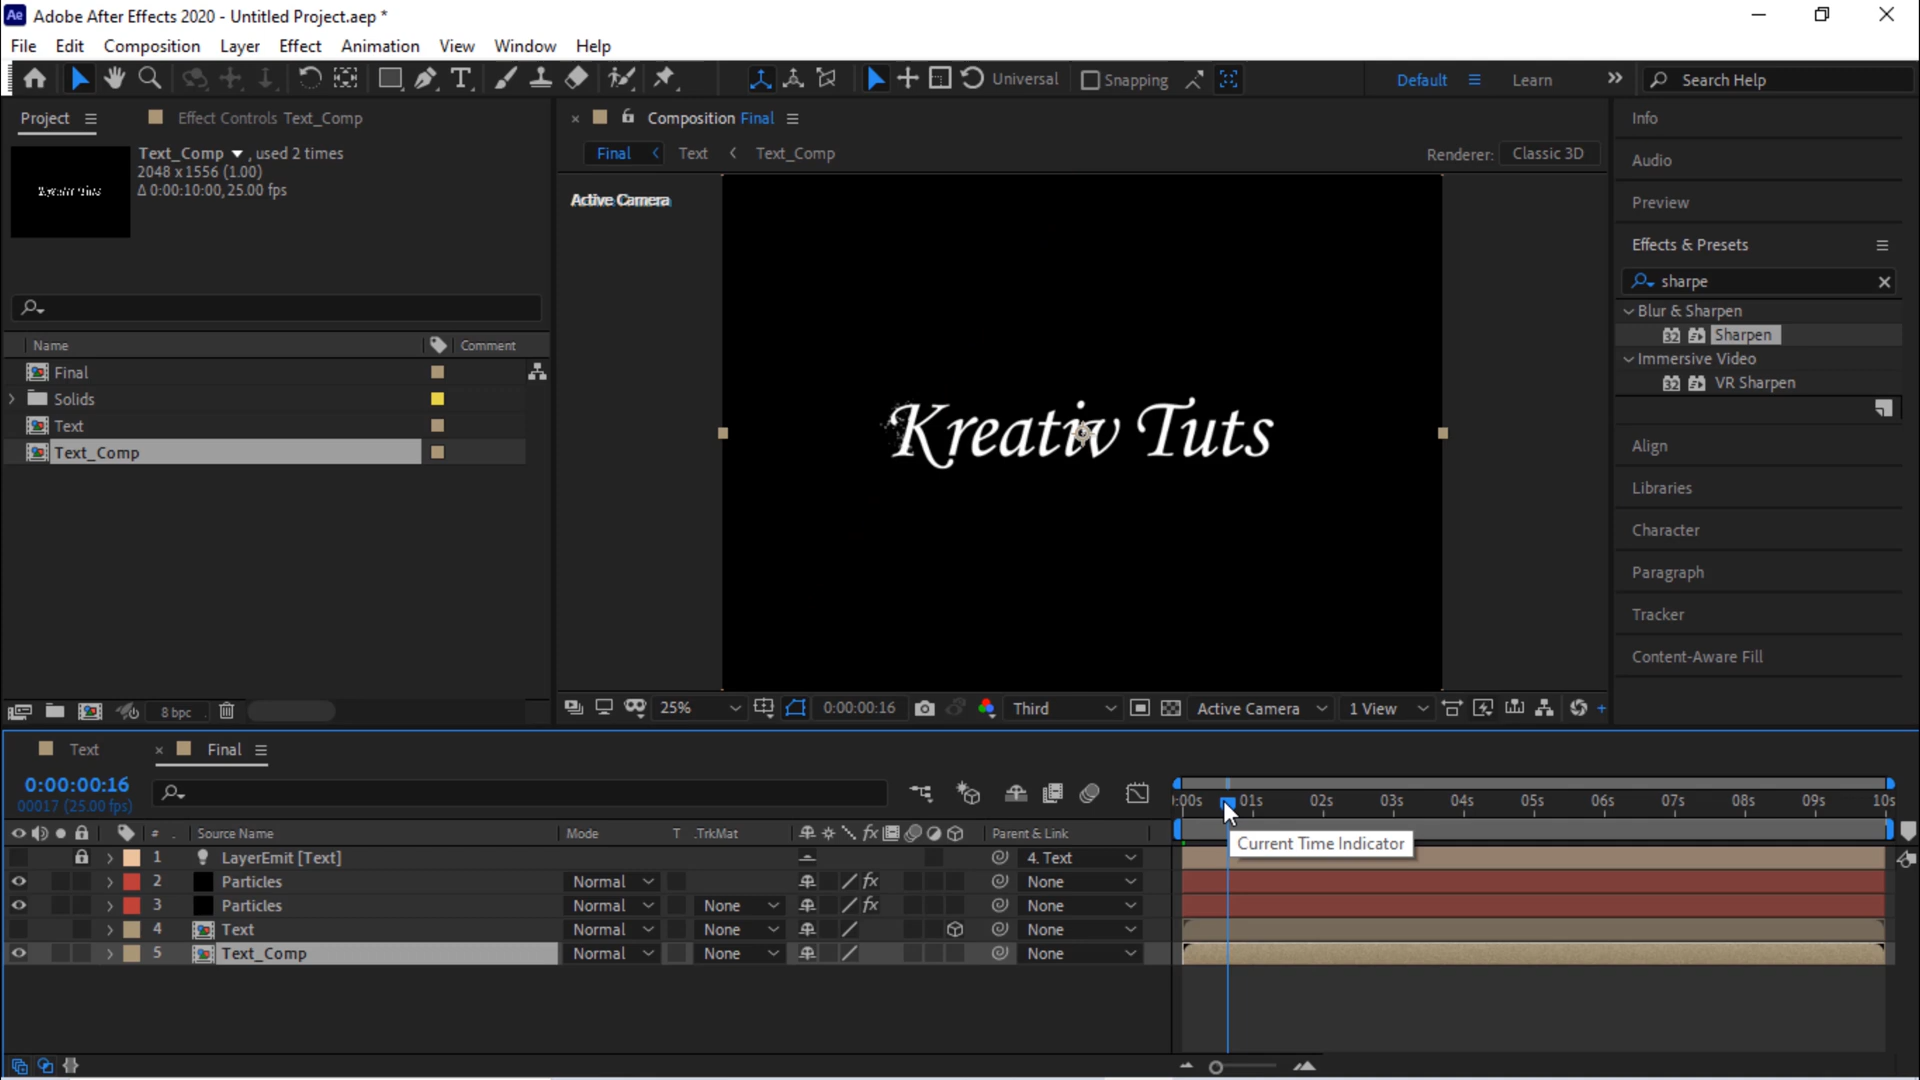 Ae Adobe After Effects 2020 - Untitled Project.aep *
File Edit Composition Layer Effect Animation View Window Help
T Universal Snapping Default Learn Search Help
Project Effect Controls Text_Comp
Composition Final
Info
Text_Comp , used 2 times
2048 x 1556 (1.00)
Δ 0:00:10:00, 25.00 fps
Final Text Text_Comp Renderer: Classic 3D
Audio
Active Camera
Preview
Effects & Presets
sharpe
Blur & Sharpen
32 Sharpen
Immersive Video
32 VR Sharpen
Name Comment
Final
Solids
Text
Text_Comp
Kreativ Tuts
Align
Libraries
Character
Paragraph
Tracker
Content-Aware Fill
8 bpc
25% 0:00:00:16 Third Active Camera 1 View
Text Final
0:00:00:16
00017 (25.00 fps)
:00s 01s 02s 03s 04s 05s 06s 07s 08s 09s 10s
# . Source Name Mode T .TrkMat fx Parent & Link
Current Time Indicator
1 LayerEmit [Text] 4. Text
2 Particles Normal fx None
3 Particles Normal None fx None
4 Text Normal None None
5 Text_Comp Normal None None